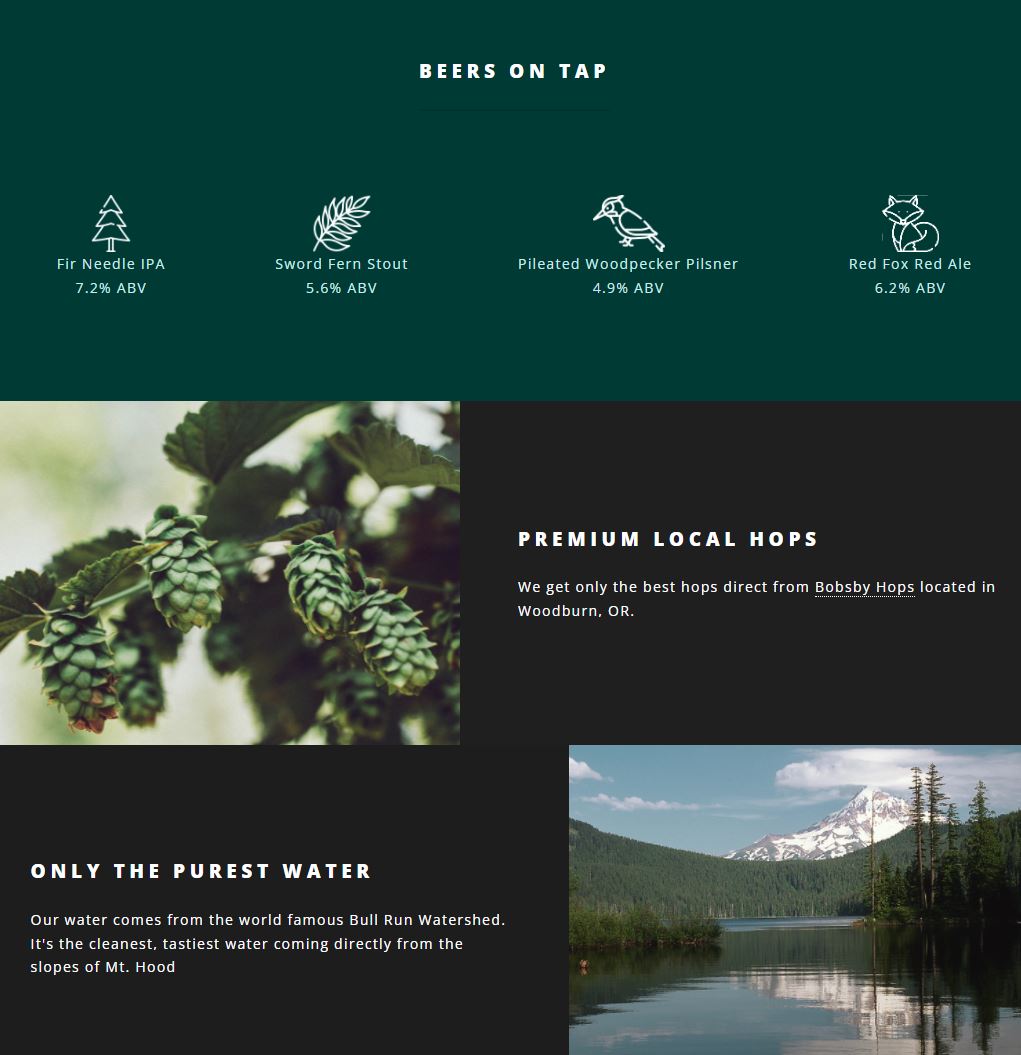 BEERS ON TAP
Fir Needle IPA
7.2% ABV
Sword Fern Stout
5.6% ABV
Pileated Woodpecker Pilsner
4.9% ABV
Red Fox Red Ale
6.2% ABV
PREMIUM LOCAL HOPS
We get only the best hops direct from Bobsby Hops located in
Woodburn, OR.
ONLY THE PUREST WATER
Our water comes from the world famous Bull Run Watershed.
It's the cleanest, tastiest water coming directly from the
slopes of Mt. Hood